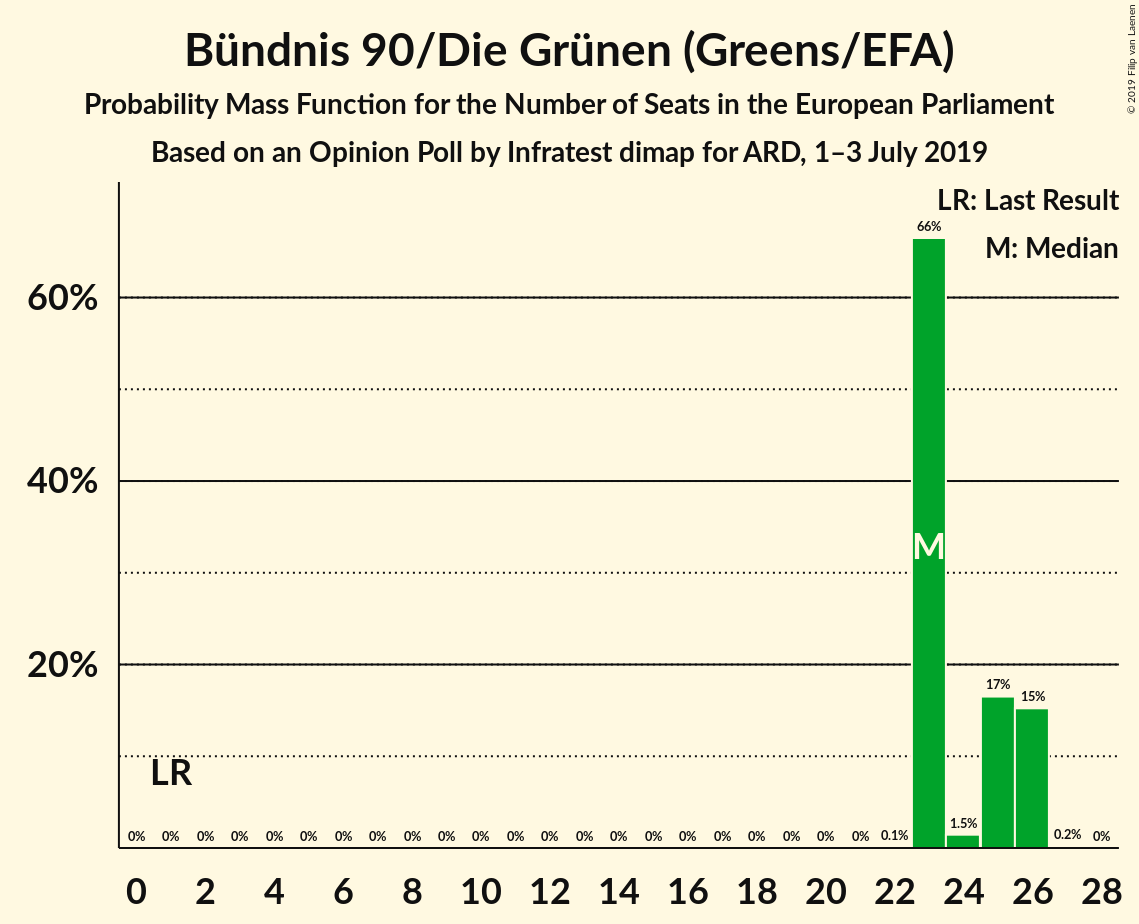 Bündnis 90/Die Grünen (Greens/EFA)
Probability Mass Function for the Number of Seats in the European Parliament
Based on an Opinion Poll by Infratest dimap for ARD, 1–3 July 2019
© 2019 Filip van Laenen
LR: Last Result
M: Median
66%
60%
40%
M
20%
17%
15%
LR
0% 0% 0% 0% 0% 0% 0% 0% 0% 0% 0% 0% 0% 0% 0% 0% 0% 0% 0% 0% 0% 0% 0.1% 1.5% 0.2% 0%
0 2 4 6 8 10 12 14 16 18 20 22 24 26 28